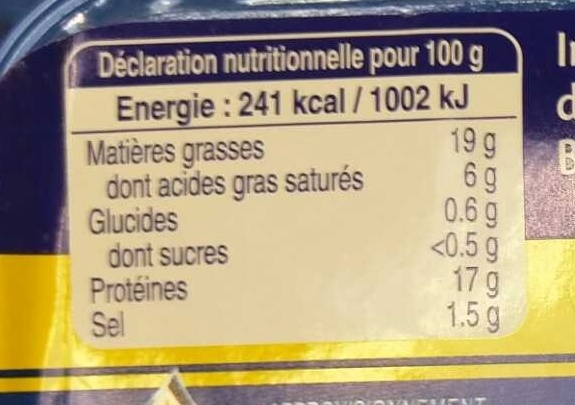 Déclaration nutritionnelle pour 100 g
Energie : 241 kcal / 1002 kJ
Matières grasses 19 g
dont acides gras saturés 6 g
Glucides 0.6 g
dont sucres <0.5 g
Protéines 17 g
Sel 1.5 g